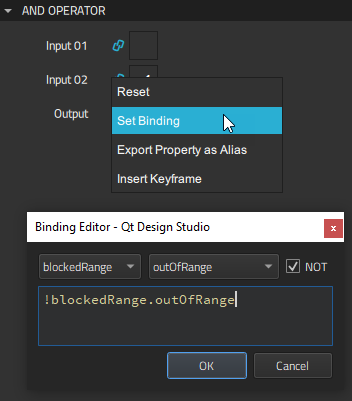 AND OPERATOR
Input 01
Input 02
Output
Reset
Set Binding
Export Property as Alias
Insert Keyframe
Binding Editor - Qt Design Studio
x
blockedRange outOfRange NOT
!blockedRange.outOfRange
OK Cancel